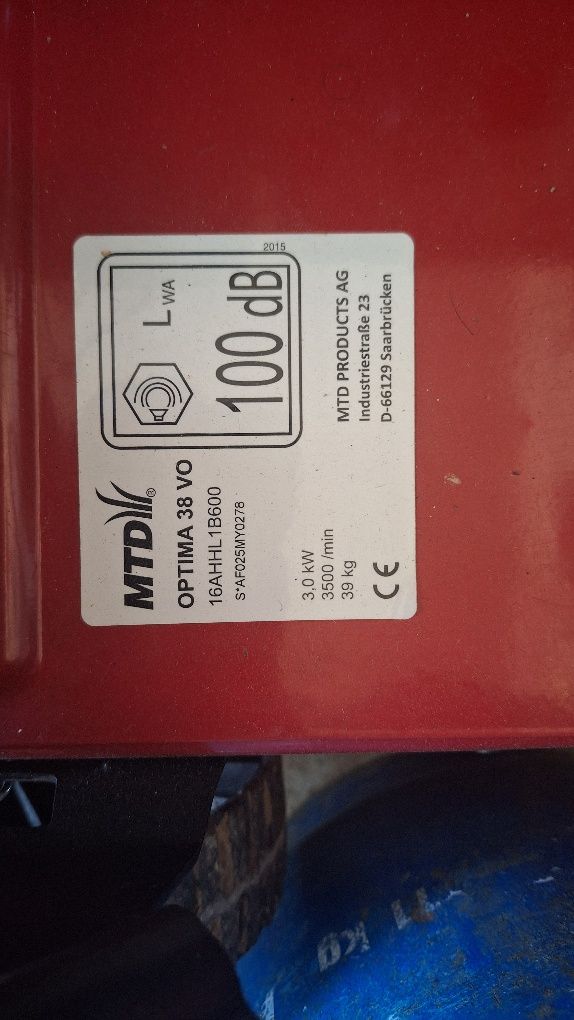 MTD®
OPTIMA 38 VO
16AHHL1B600
S*AF025MY0278
3,0 kW
3500 /min
39 kg
CE
LWA
100 dB
2015
MTD PRODUCTS AG
Industriestraße 23
D-66129 Saarbrücken